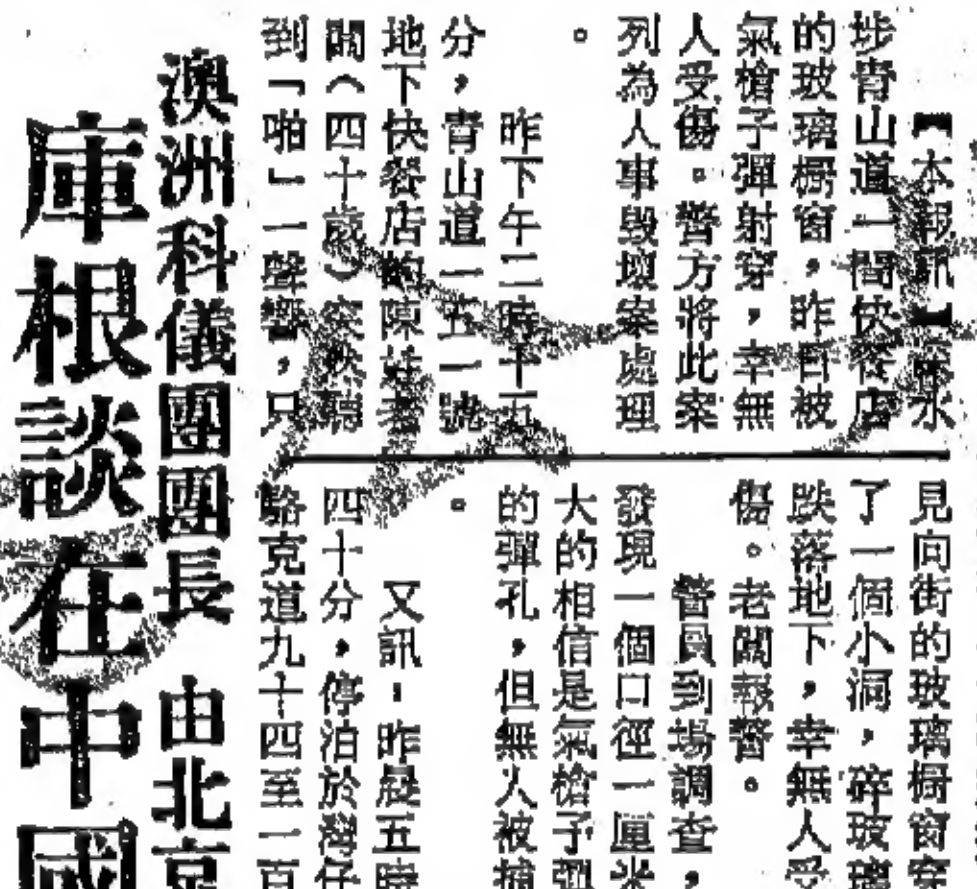 【本報訊】深水
埗青山道一間快餐店
的玻璃橱窗，昨日被
氣槍子彈射穿，幸無
人受傷。警方將此案
列為人事毀壞案處理
。
昨下午二時十五
分，青山道一五一號
地下快餐店的陳姓老
闆（四十歲）突然聽
到「啪」一聲響，只
見向街的玻璃橱窗穿
了一個小洞，碎玻璃
跌落地下，幸無人受
傷。老闆報警。
警員到場調查，
發現一個口徑一厘米
大的相信是氣槍子彈
的彈孔，但無人被捕
。
又訊：昨晨五時
四十分，停泊於灣仔
駱克道九十四至一百
澳洲科儀團團長 由北京
庫根談在中國